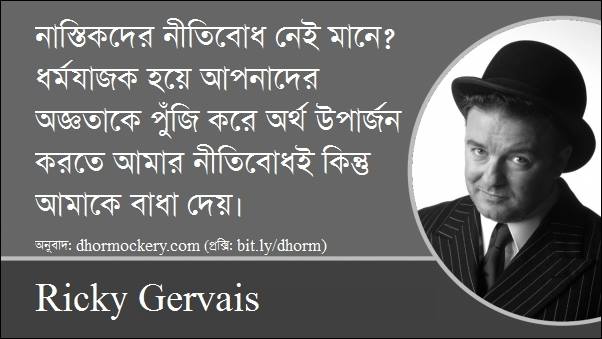 নাস্তিকদের নীতিবোধ নেই মানে?
ধর্মযাজক হয়ে আপনাদের
অজ্ঞতাকে পুঁজি করে অর্থ উপার্জন
করতে আমার নীতিবোধই কিন্তু
আমাকে বাধা দেয়।
অনুবাদ: dhormockery.com (প্রক্সি: bit.ly/dhorm)
Ricky Gervais